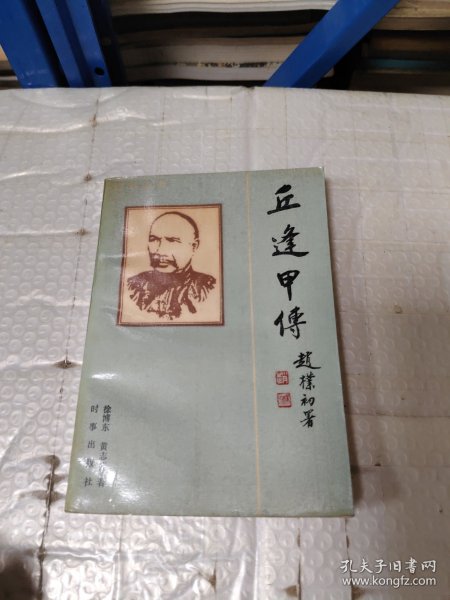 丘逢甲傳
趙樸初署
徐博东 黄志平著
时事出版社
孔夫子旧书网
www.kongfz.com